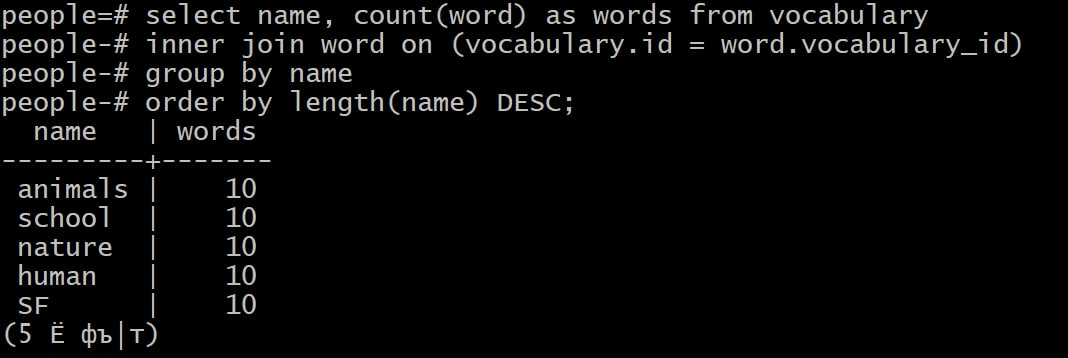 people=# select name, count(word) as words from vocabulary
people-# inner join word on (vocabulary.id = word.vocabulary_id)
people-# group by name
people-# order by length(name) DESC;
  name   | words
---------+-------
 animals |    10
 school  |    10
 nature  |    10
 human   |    10
 SF      |    10
(5 Ё фъ|т)